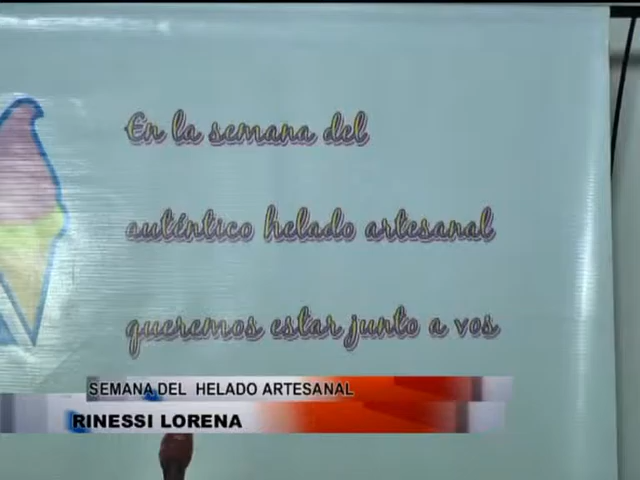 En la semana del
auténtico helado artesanal
queremos estar junto a vos
SEMANA DEL HELADO ARTESANAL
RINESSI LORENA